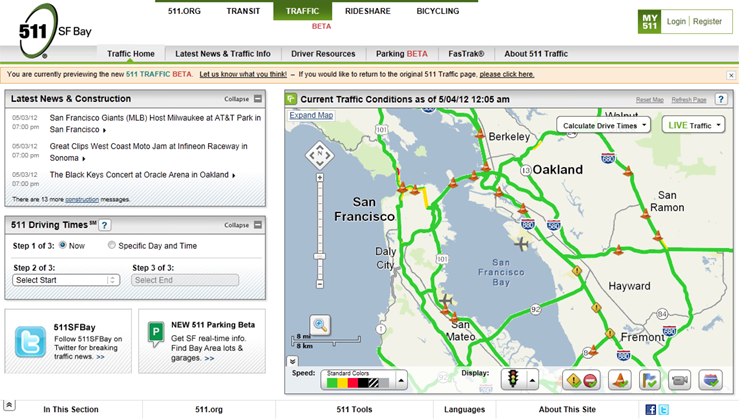 511 SF Bay
511.ORG TRANSIT TRAFFIC RIDESHARE BICYCLING
BETA
MY 511 Login | Register
Traffic Home Latest News & Traffic Info Driver Resources Parking BETA FasTrak® About 511 Traffic
You are currently previewing the new 511 TRAFFIC BETA. Let us know what you think! – If you would like to return to the original 511 Traffic page, please click here.
Latest News & Construction Collapse
05/03/12 07:00 pm San Francisco Giants (MLB) Host Milwaukee at AT&T Park in
San Francisco
05/03/12 07:00 pm Great Clips West Coast Moto Jam at Infineon Raceway in
Sonoma
05/03/12 07:00 pm The Black Keys Concert at Oracle Arena in Oakland
There are 13 more construction messages.
511 Driving Times SM ? Collapse
Step 1 of 3: Now Specific Day and Time
Step 2 of 3: Step 3 of 3:
Select Start Select End
511SFBay
Follow 511SFBay on
Twitter for breaking
traffic news. >>
NEW 511 Parking Beta
Get SF real-time info.
Find Bay Area lots &
garages. >>
Current Traffic Conditions as of 5/04/12 12:05 am Reset Map Refresh Page ?
Expand Map
Calculate Drive Times LIVE Traffic
Walnut
101
Berkeley
680
13
Oakland
San
Francisco
San
Ramon
880
580
Daly
City
101
San
Francisco
Bay
Hayward
92
84
1
San
Mateo
Fremont
680
84
880
8 mi
8 km
Speed: Standard Colors Display:
In This Section 511.org 511 Tools Languages About This Site